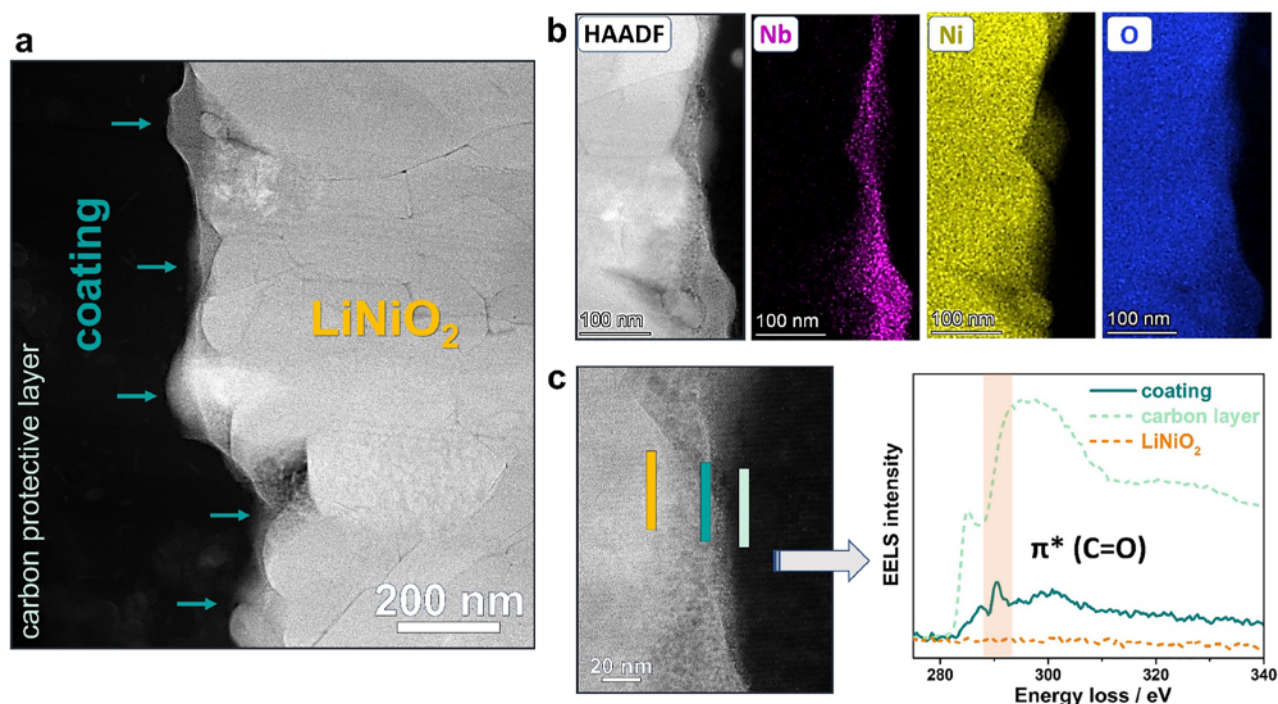 a
coating
carbon protective layer
LiNiO₂
200 nm
b
HAADF
Nb
Ni
O
100 nm
100 nm
100 nm
100 nm
c
20 nm
coating
carbon layer
LiNiO₂
π* (C=O)
EELS intensity
280
300
320
340
Energy loss / eV